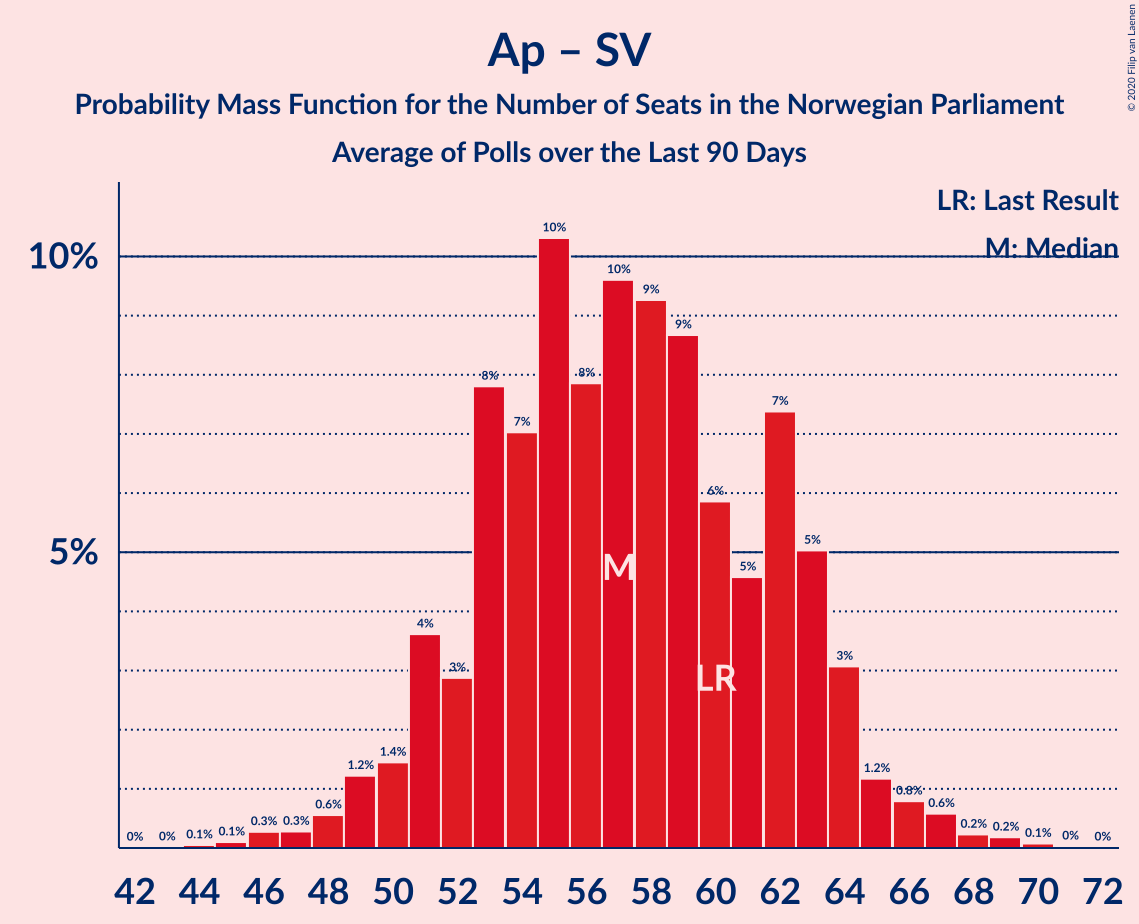 Ap – SV
Probability Mass Function for the Number of Seats in the Norwegian Parliament
Average of Polls over the Last 90 Days
© 2020 Filip van Laenen
LR: Last Result
M: Median
10%
5%
0% 0% 0.1% 0.1% 0.3% 0.3% 0.6% 1.2% 1.4% 4% 3% 8% 7% 10% 8% 10% 9% 9% 6% 5% 7% 5% 3% 1.2% 0.8% 0.6% 0.2% 0.2% 0.1% 0% 0%
M
LR
42 44 46 48 50 52 54 56 58 60 62 64 66 68 70 72